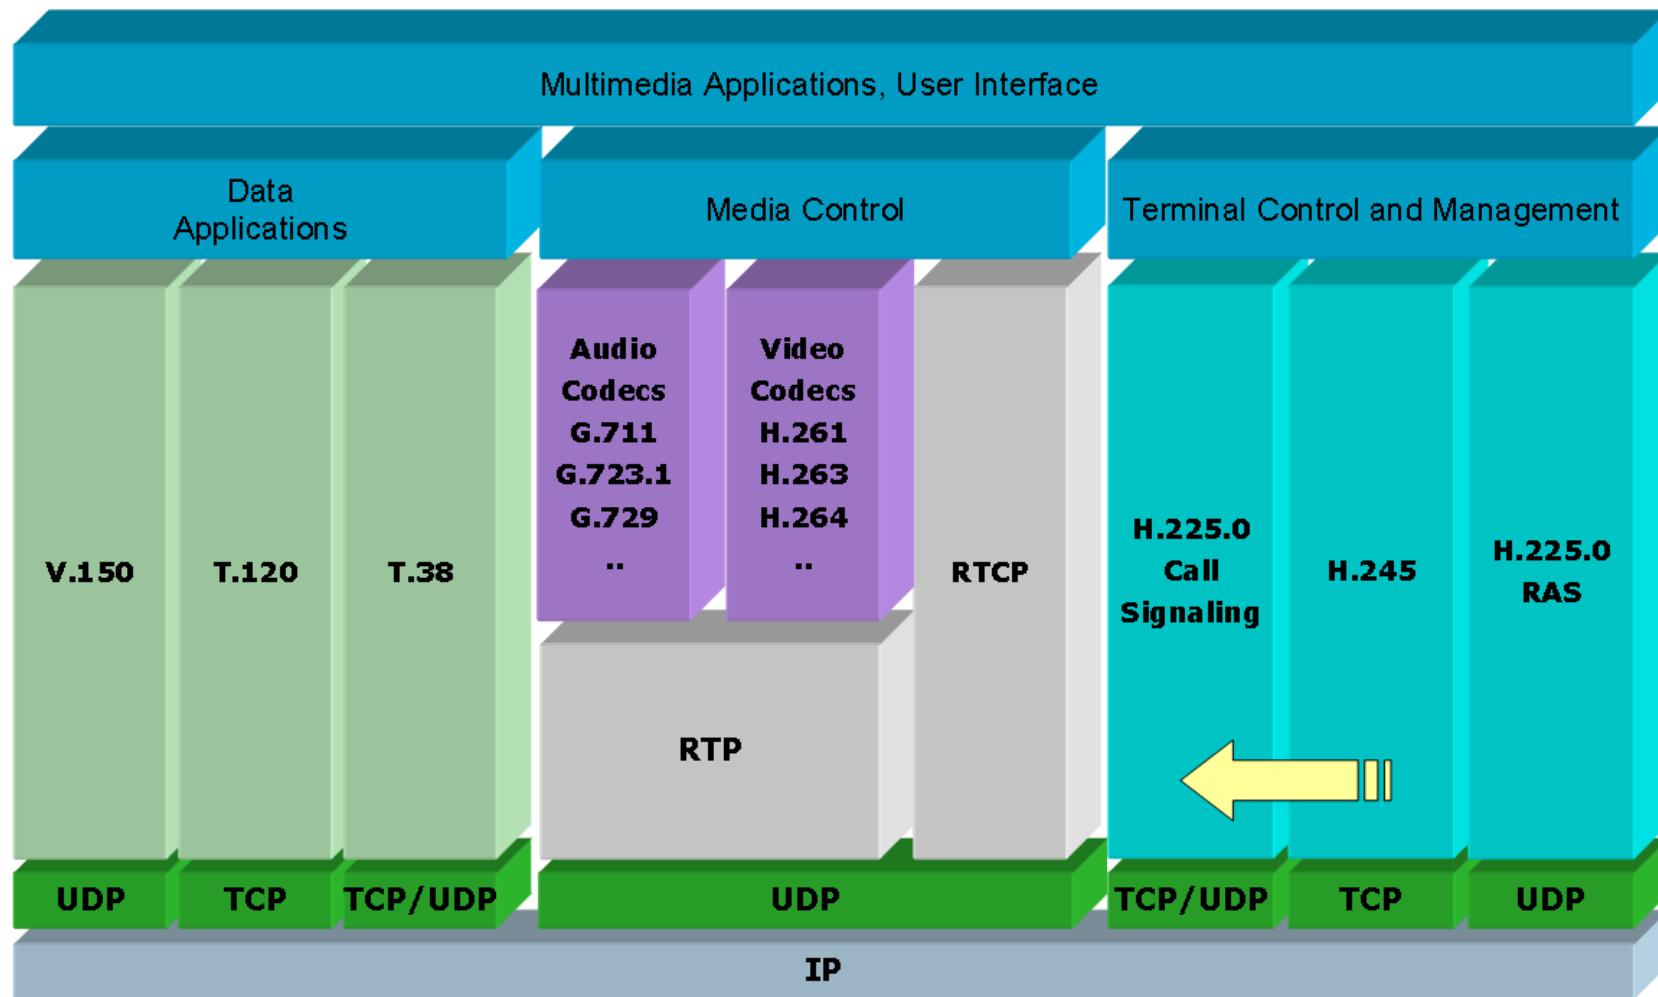 Multimedia Applications, User Interface
Data
Applications
Media Control
Terminal Control and Management
V.150
T.120
T.38
Audio
Codecs
G.711
G.723.1
G.729
..
Video
Codecs
H.261
H.263
H.264
..
RTP
RTCP
H.225.0
Call
Signaling
H.245
H.225.0
RAS
UDP
TCP
TCP/UDP
UDP
TCP/UDP
TCP
UDP
IP